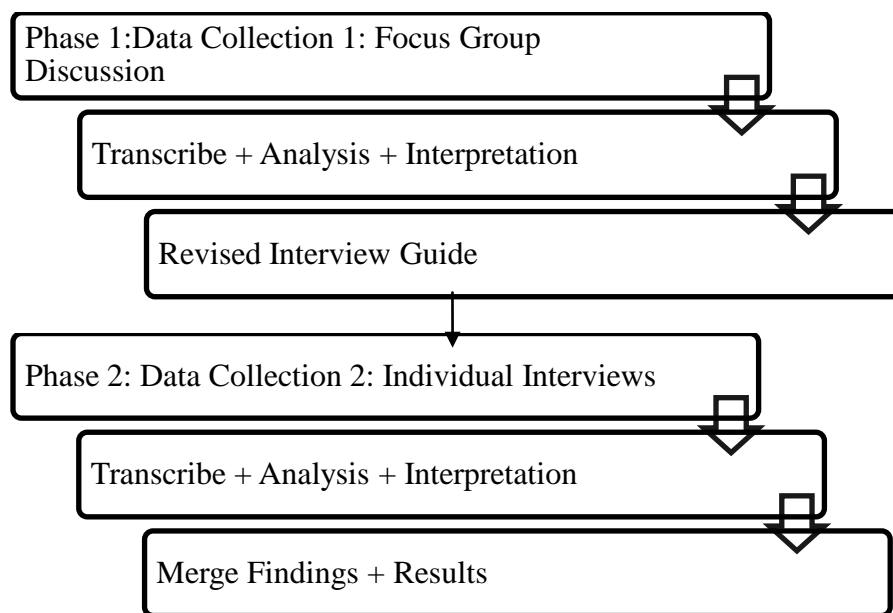 Phase 1:Data Collection 1: Focus Group
Discussion
Transcribe + Analysis + Interpretation
Revised Interview Guide
Phase 2: Data Collection 2: Individual Interviews
Transcribe + Analysis + Interpretation
Merge Findings + Results